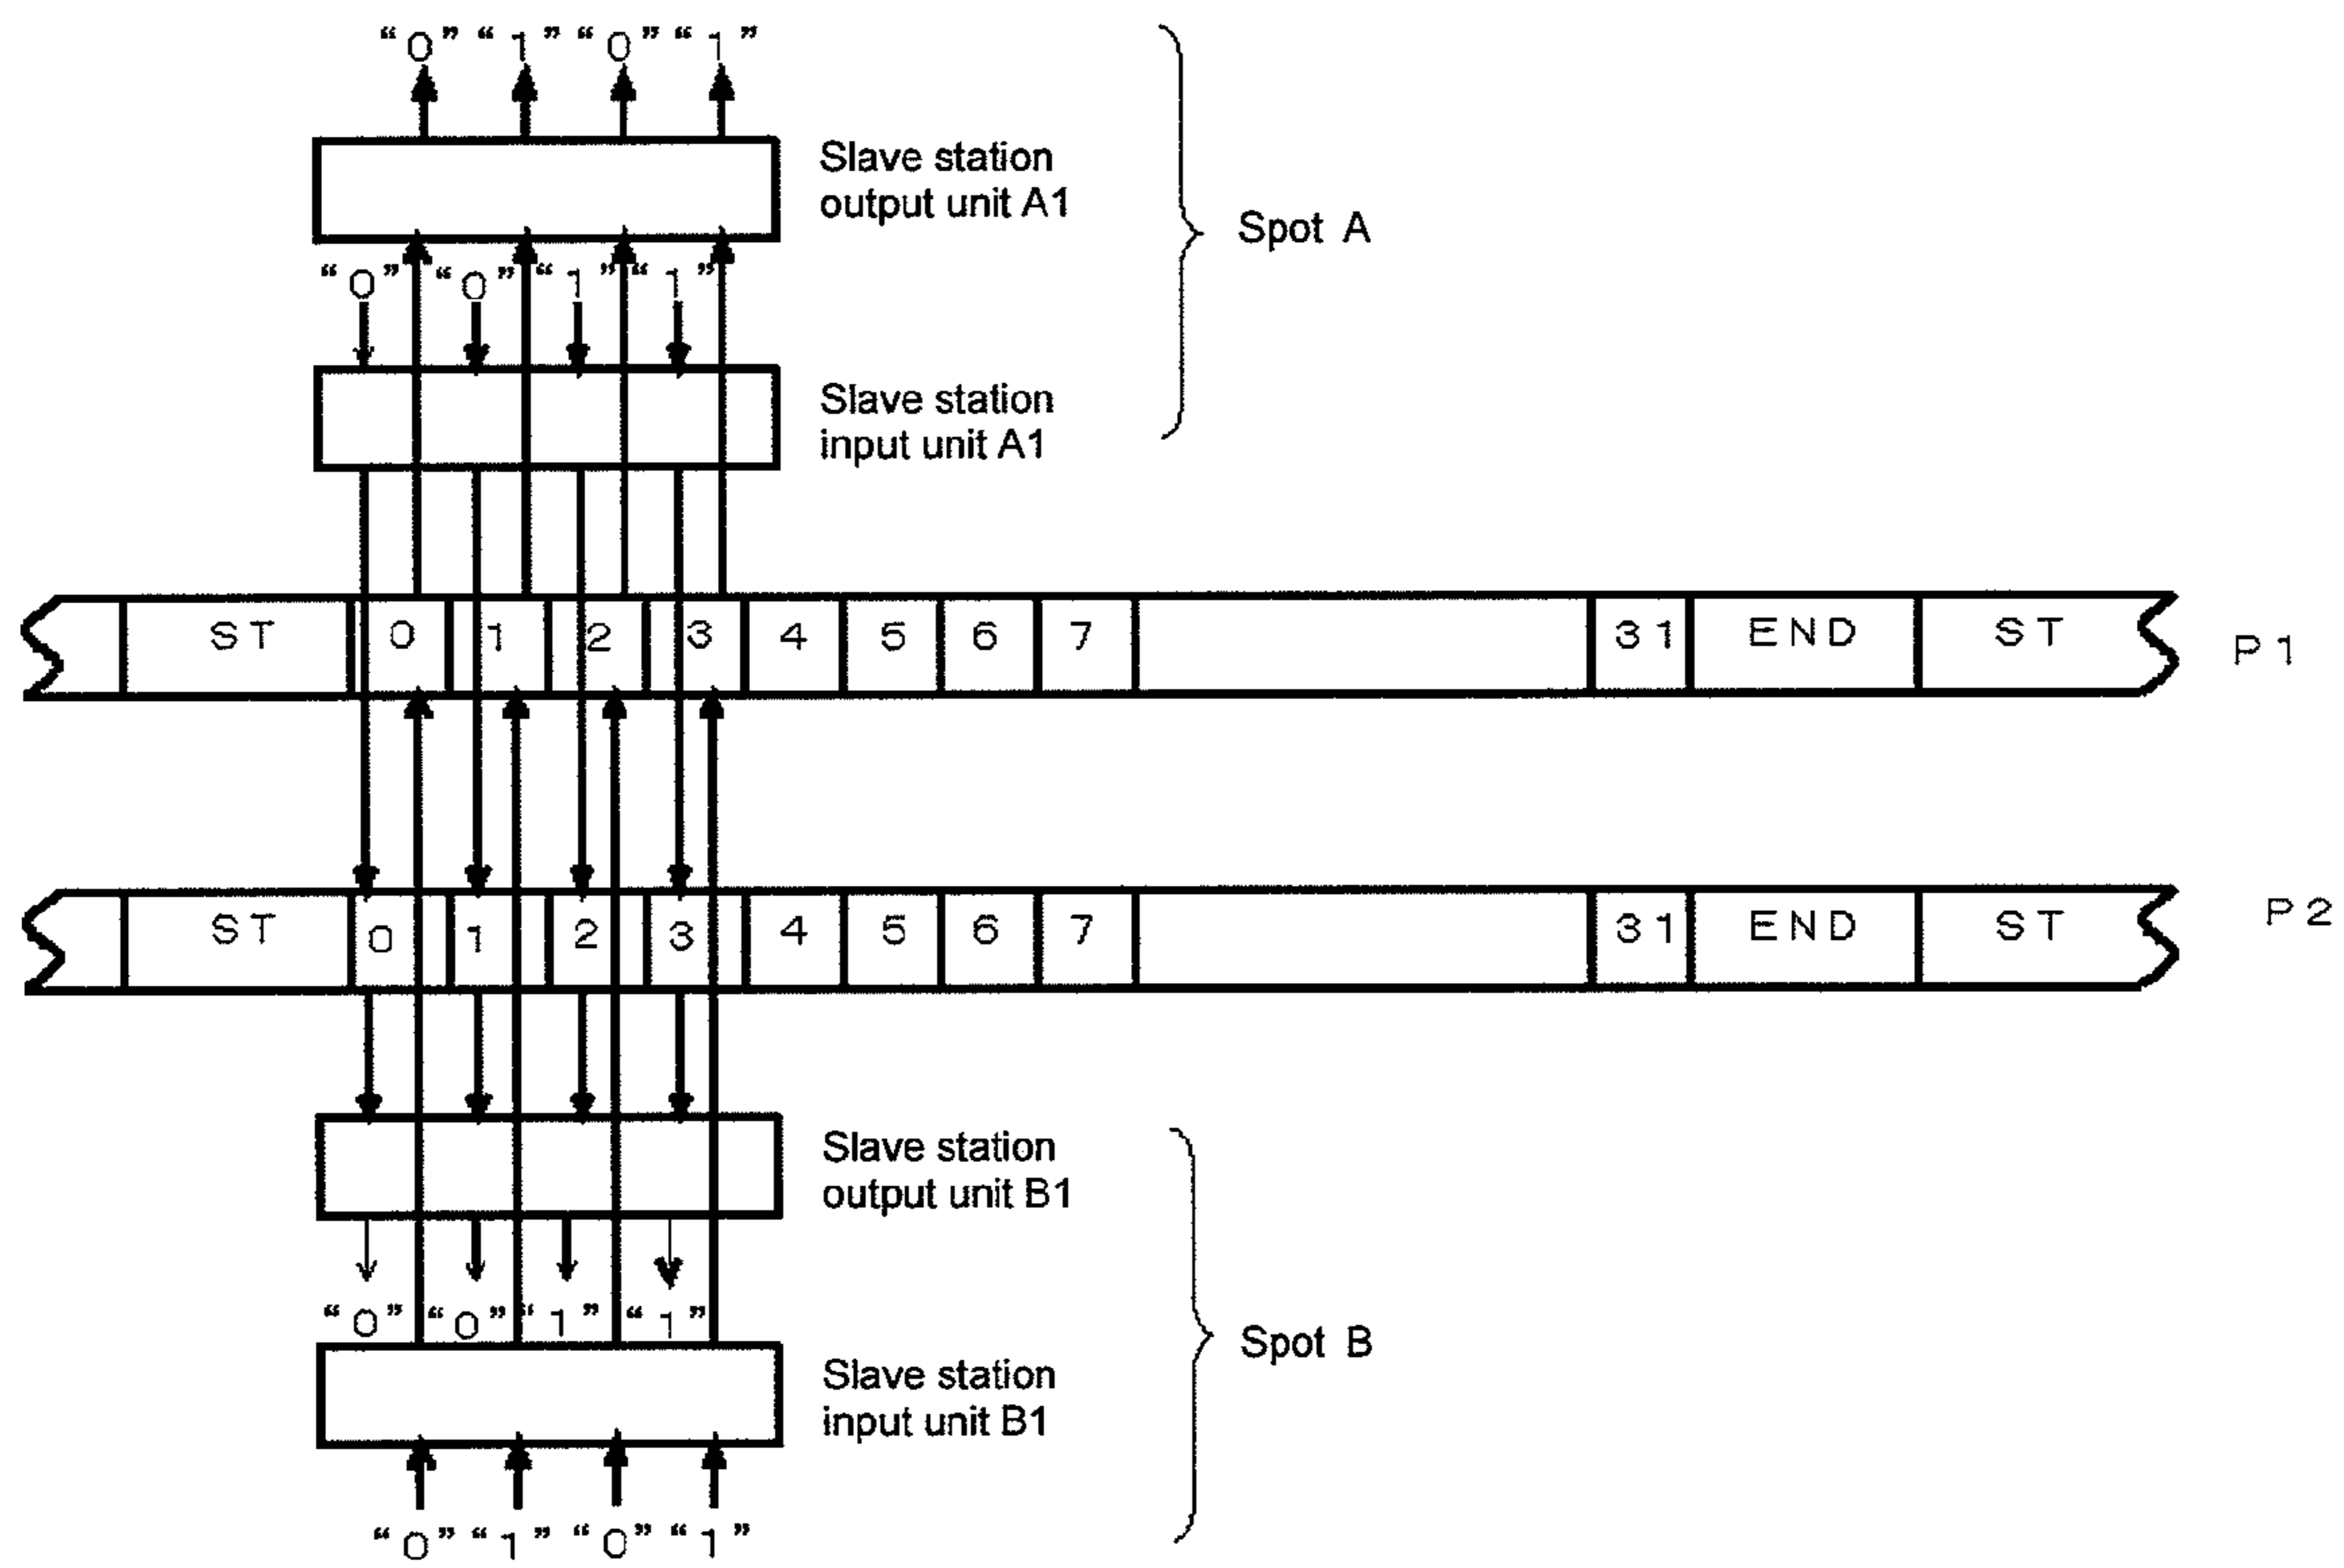 “0” “1” “0” “1”
Slave station
output unit A1
Spot A
“0” “0” “1” “1”
Slave station
input unit A1
ST 0 1 2 3 4 5 6 7 31 END ST P1
ST 0 1 2 3 4 5 6 7 31 END ST P2
Slave station
output unit B1
“0” “0” “1” “1”
Spot B
Slave station
input unit B1
“0” “1” “0” “1”